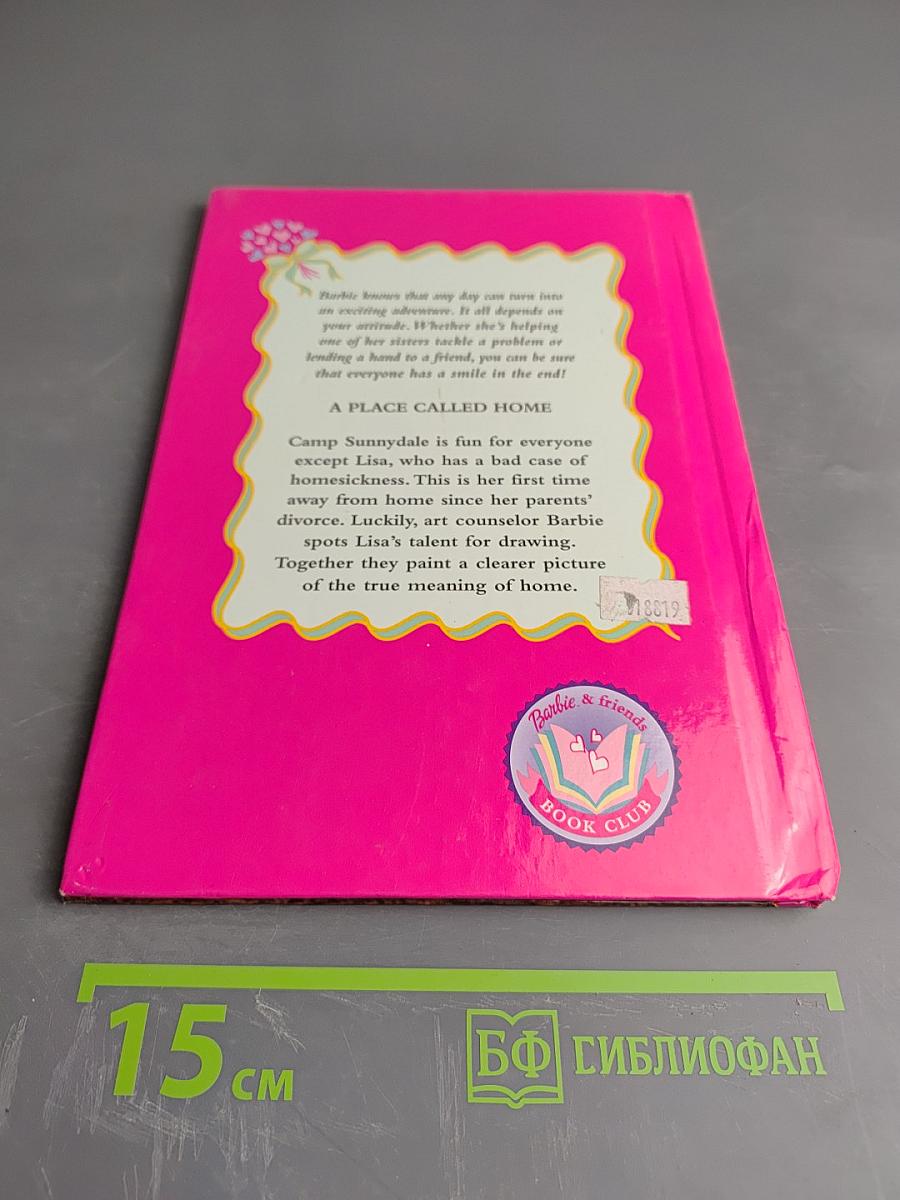 Barbie knows that any day can turn into
an exciting adventure. It all depends on
your attitude. Whether she's helping
one of her sisters tackle a problem or
lending a hand to a friend, you can be sure
that everyone has a smile in the end!
A PLACE CALLED HOME
Camp Sunnydale is fun for everyone
except Lisa, who has a bad case of
homesickness. This is her first time
away from home since her parents'
divorce. Luckily, art counselor Barbie
spots Lisa's talent for drawing.
Together they paint a clearer picture
of the true meaning of home.
18819
Barbie & friends
BOOK CLUB
15 см
БФ ГИБЛИОФАН